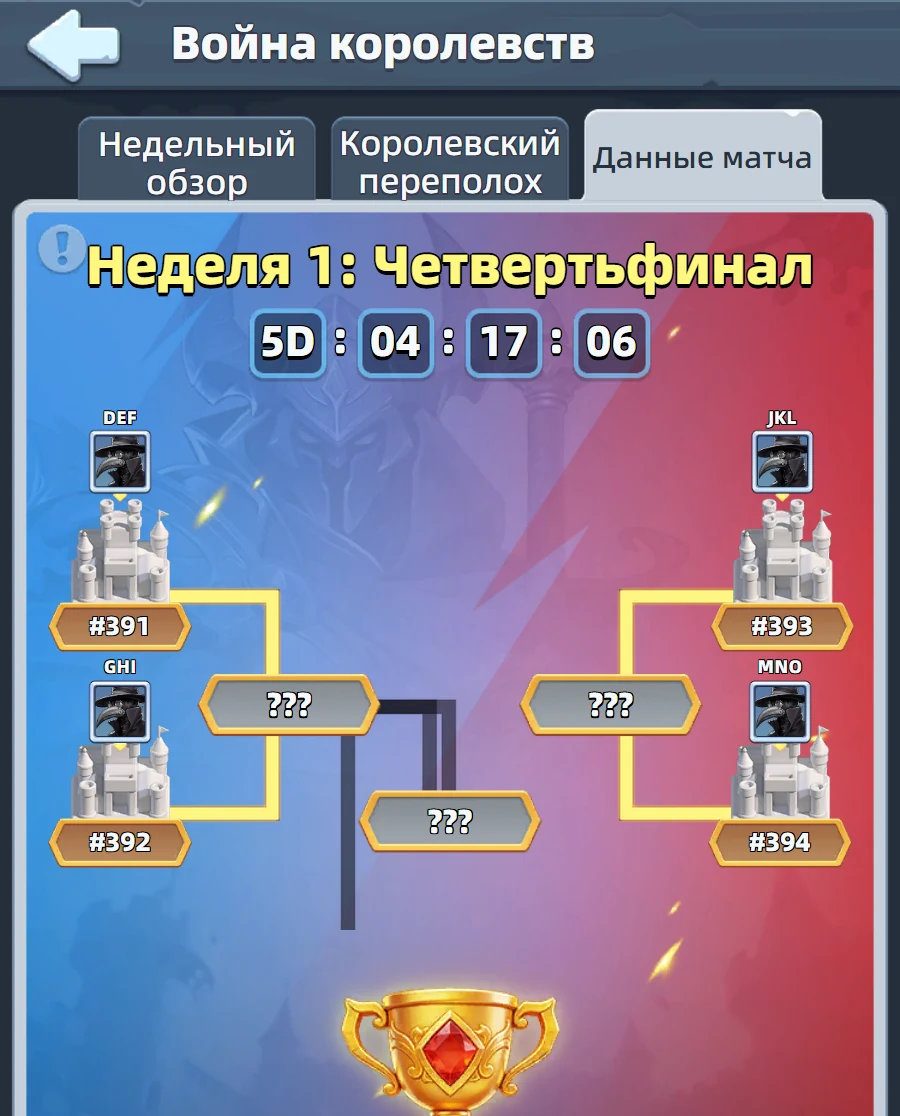 Война королевств
Недельный обзор
Королевский переполох
Данные матча
Неделя 1: Четвертьфинал
5D : 04 : 17 : 06
DEF
JKL
#391
#393
GHI
MNO
???
???
#392
???
#394